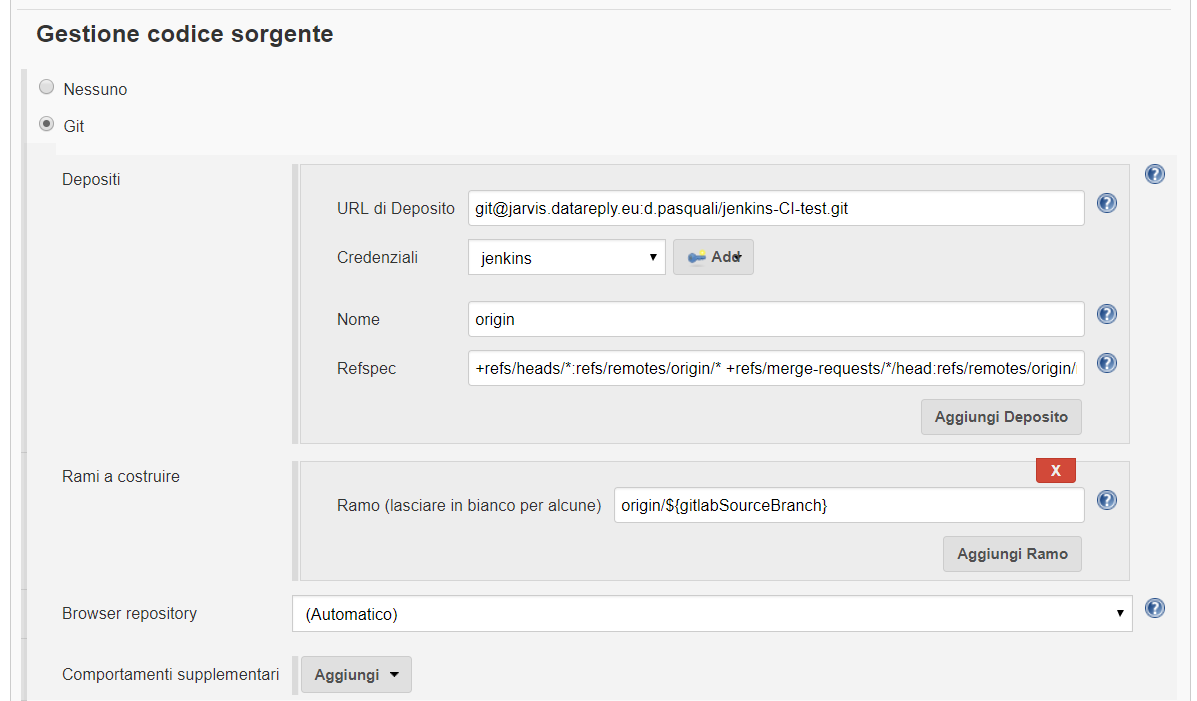 Gestione codice sorgente
Nessuno
Git
Depositi
URL di Deposito
git@jarvis.datareply.eu:d.pasquali/jenkins-CI-test.git
Credenziali
jenkins
Add
Nome
origin
Refspec
+refs/heads/*:refs/remotes/origin/* +refs/merge-requests/*/head:refs/remotes/origin/
Aggiungi Deposito
Rami a costruire
X
Ramo (lasciare in bianco per alcune)
origin/${gitlabSourceBranch}
Aggiungi Ramo
Browser repository
(Automatico)
Comportamenti supplementari
Aggiungi